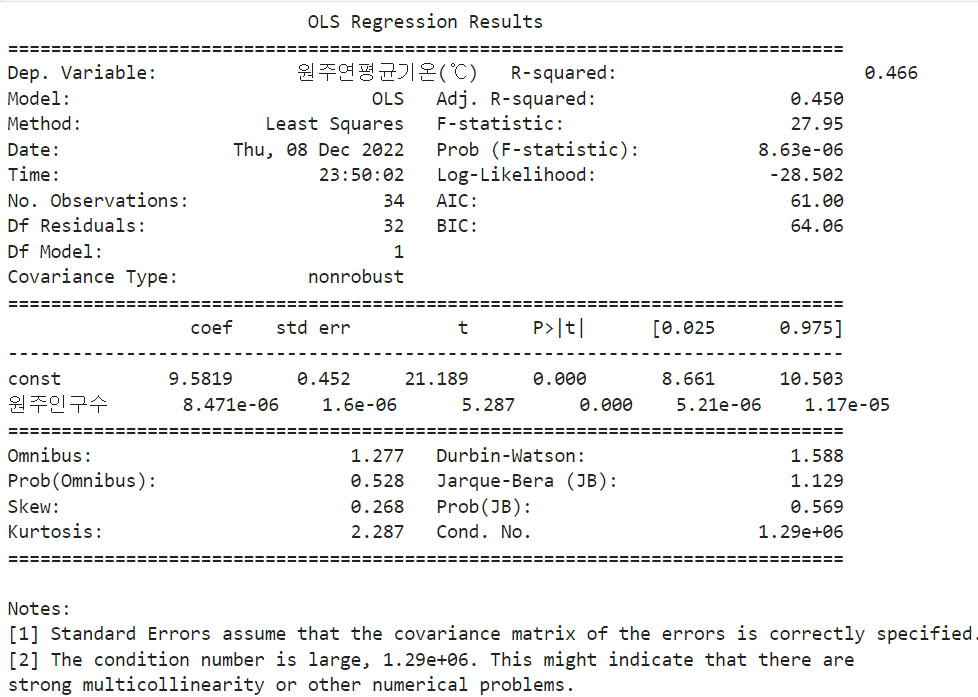 OLS Regression Results
==============================================================================
Dep. Variable: 원주연평균기온(℃) R-squared: 0.466
Model: OLS Adj. R-squared: 0.450
Method: Least Squares F-statistic: 27.95
Date: Thu, 08 Dec 2022 Prob (F-statistic): 8.63e-06
Time: 23:50:02 Log-Likelihood: -28.502
No. Observations: 34 AIC: 61.00
Df Residuals: 32 BIC: 64.06
Df Model: 1
Covariance Type: nonrobust
==============================================================================
coef std err t P>|t| [0.025 0.975]
------------------------------------------------------------------------------
const 9.5819 0.452 21.189 0.000 8.661 10.503
원주인구수 8.471e-06 1.6e-06 5.287 0.000 5.21e-06 1.17e-05
==============================================================================
Omnibus: 1.277 Durbin-Watson: 1.588
Prob(Omnibus): 0.528 Jarque-Bera (JB): 1.129
Skew: 0.268 Prob(JB): 0.569
Kurtosis: 2.287 Cond. No. 1.29e+06
==============================================================================
Notes:
[1] Standard Errors assume that the covariance matrix of the errors is correctly specified.
[2] The condition number is large, 1.29e+06. This might indicate that there are
strong multicollinearity or other numerical problems.